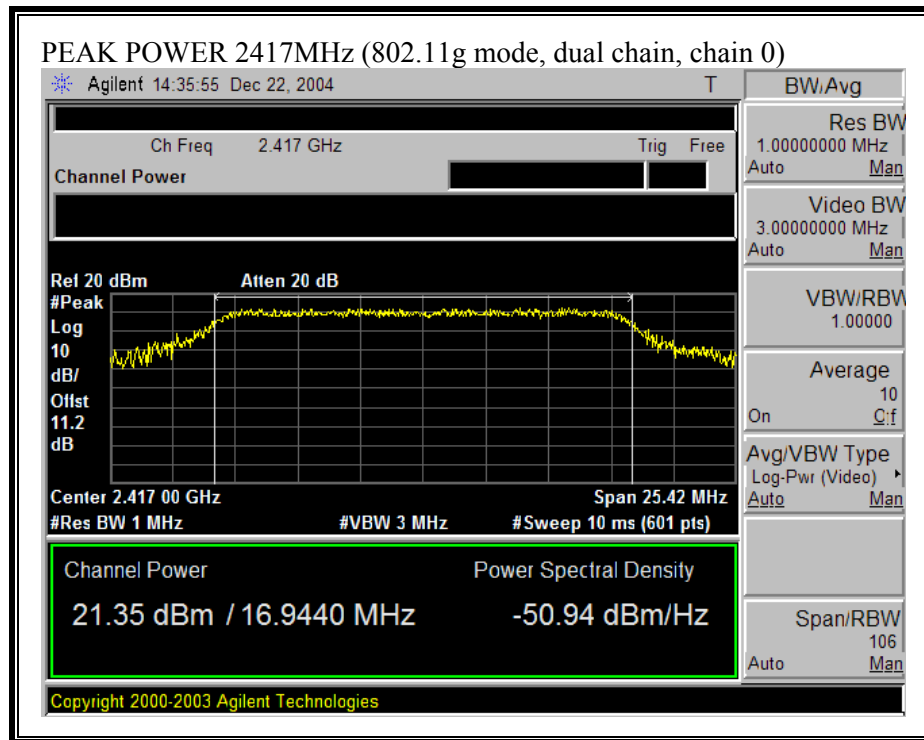 PEAK POWER 2417MHz (802.11g mode, dual chain, chain 0)
Agilent 14:35:55 Dec 22, 2004 T
Ch Freq 2.417 GHz Trig Free
Channel Power
Ref 20 dBm Atten 20 dB
#Peak
Log
10
dB/
Offst
11.2
dB
Center 2.417 00 GHz Span 25.42 MHz
#Res BW 1 MHz #VBW 3 MHz #Sweep 10 ms (601 pts)
Channel Power Power Spectral Density
21.35 dBm / 16.9440 MHz -50.94 dBm/Hz
Copyright 2000-2003 Agilent Technologies
BW/Avg
Res BW
1.00000000 MHz
Auto Man
Video BW
3.00000000 MHz
Auto Man
VBW/RBW
1.00000
Average
10
On
Avg/VBW Type
Log-Pwr (Video)
Auto Man
Span/RBW
106
Auto Man